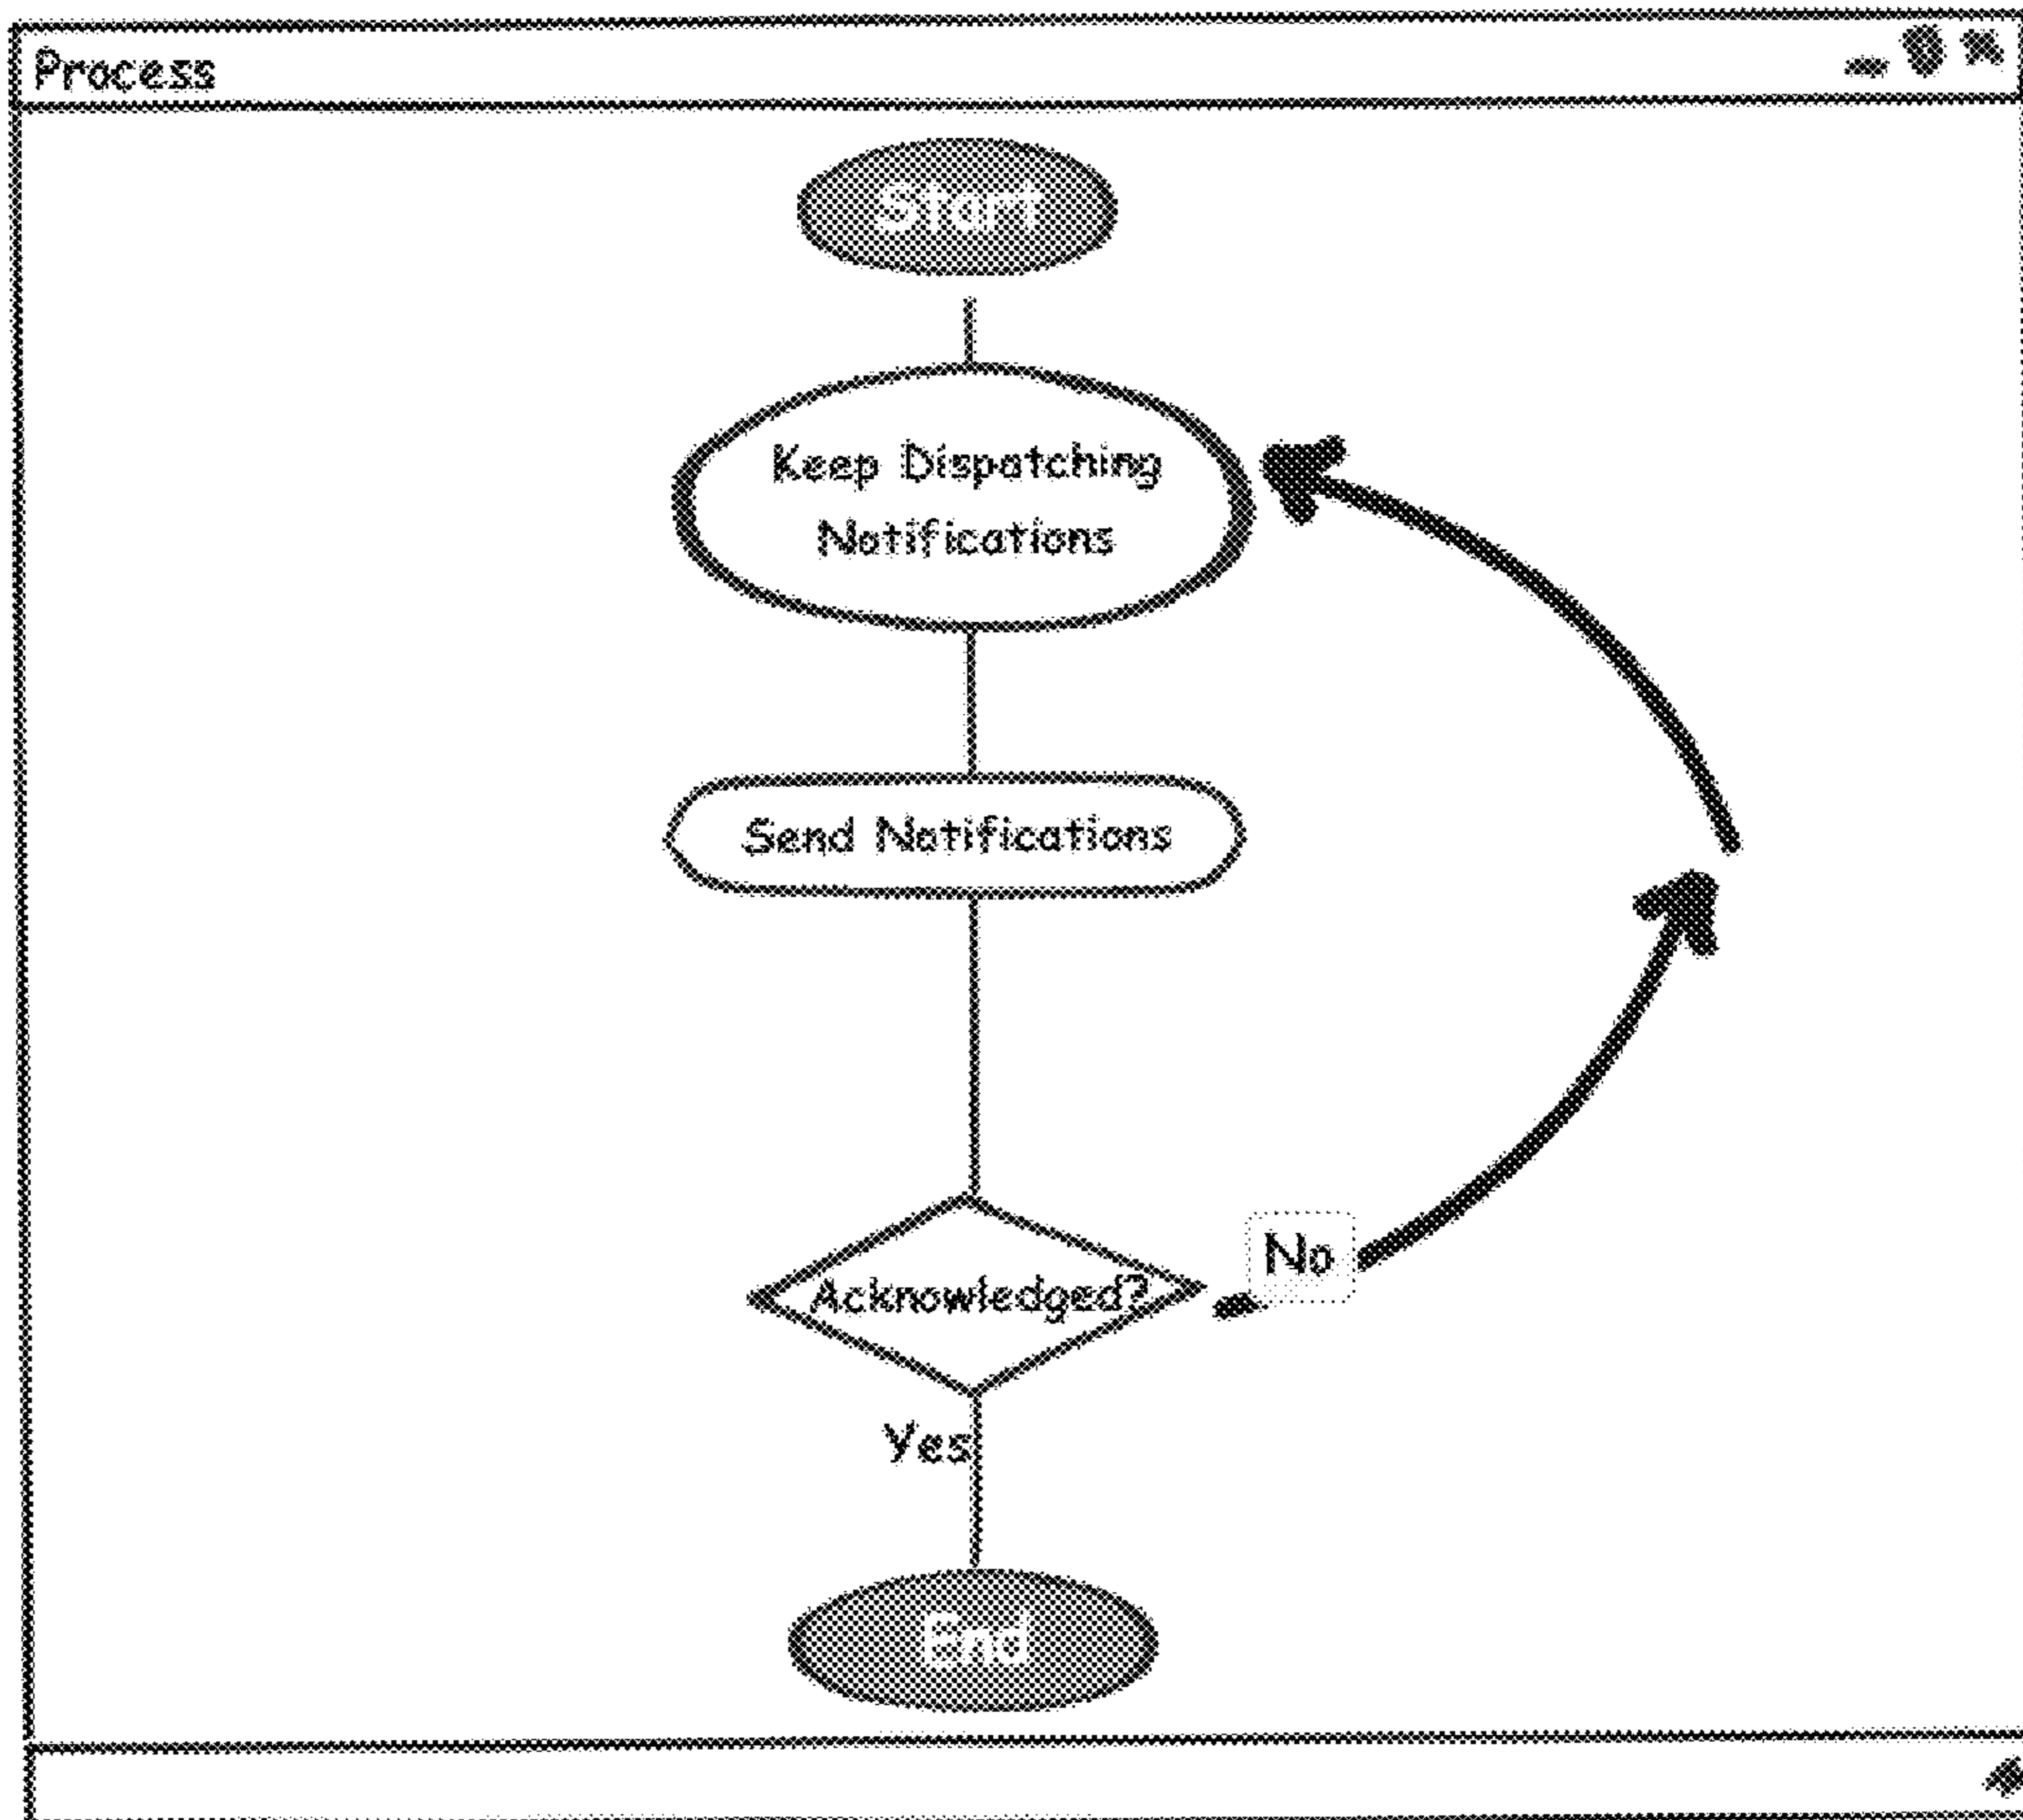 Process
Start
Keep Dispatching
Notifications
Send Notifications
No
Acknowledged?
Yes
End